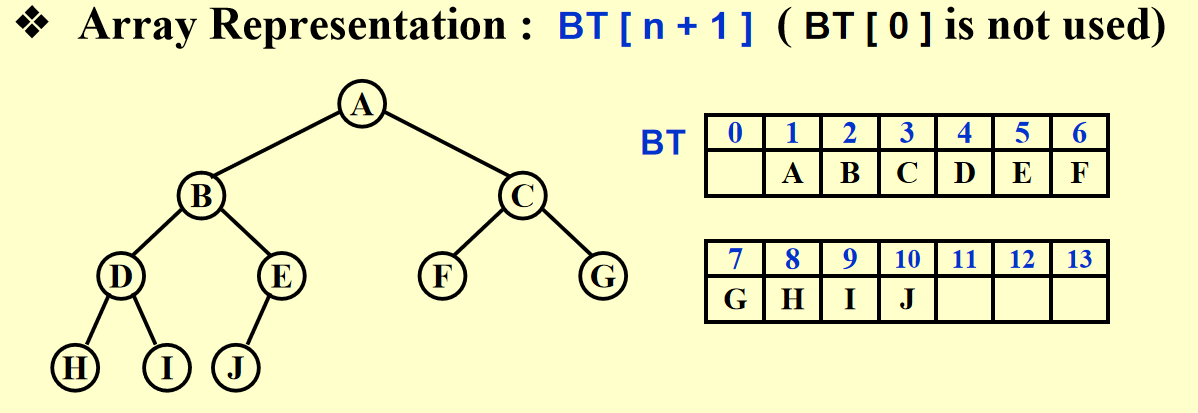 ❖ Array Representation : BT [ n + 1 ] ( BT [ 0 ] is not used)
A
B C
D E F G
H I J
BT
0 1 2 3 4 5 6
A B C D E F
7 8 9 10 11 12 13
G H I J